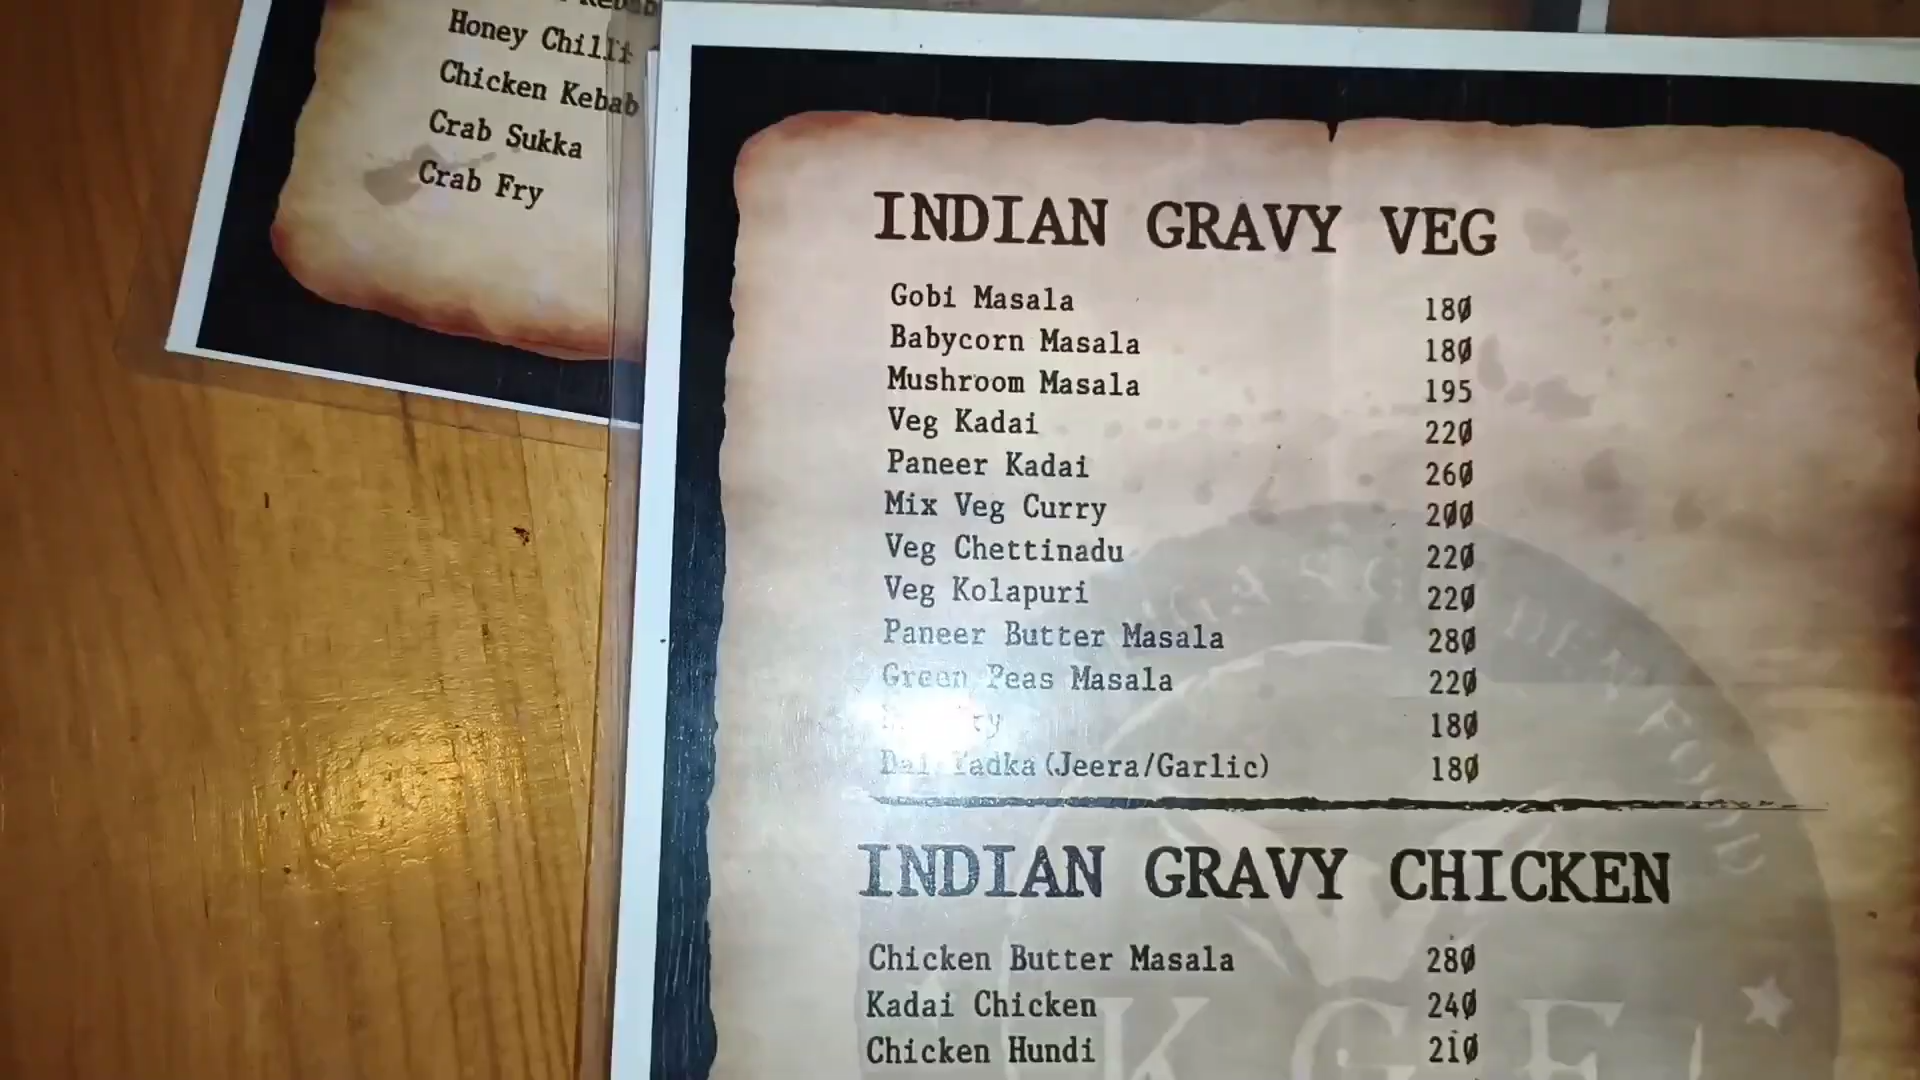 Honey Chilli
Chicken Kebab
Crab Sukka
Crab Fry
INDIAN GRAVY VEG
Gobi Masala 180
Babycorn Masala 180
Mushroom Masala 195
Veg Kadai 220
Paneer Kadai 260
Mix Veg Curry 200
Veg Chettinadu 220
Veg Kolapuri 220
Paneer Butter Masala 280
Green Peas Masala 220
180
Dal Tadka (Jeera/Garlic) 180
INDIAN GRAVY CHICKEN
Chicken Butter Masala 280
Kadai Chicken 240
Chicken Hundi 210
KGF